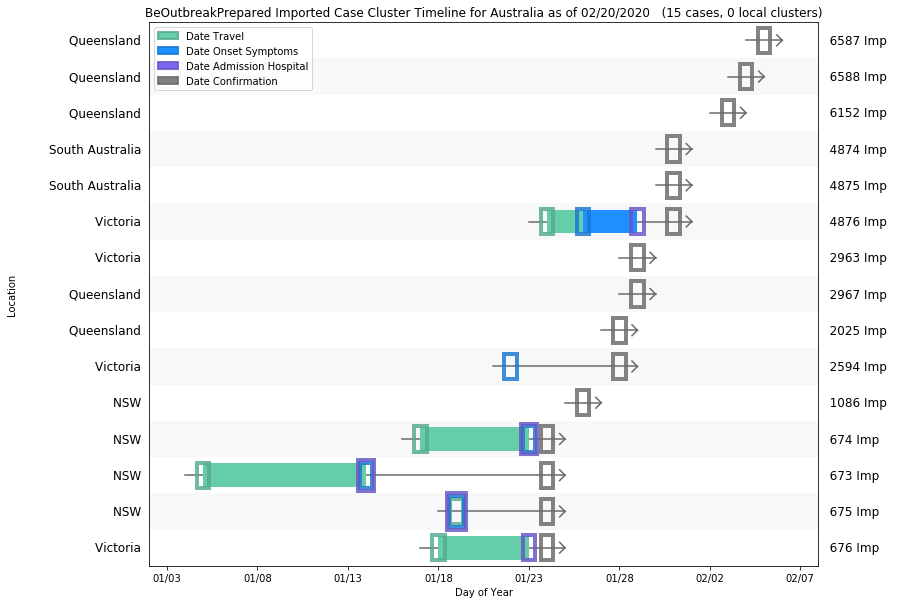 BeOutbreakPrepared Imported Case Cluster Timeline for Australia as of 02/20/2020 (15 cases, 0 local clusters)
Date Travel
Date Onset Symptoms
Date Admission Hospital
Date Confirmation
Queensland 6587 Imp
Queensland 6588 Imp
Queensland 6152 Imp
South Australia 4874 Imp
South Australia 4875 Imp
Victoria 4876 Imp
Victoria 2963 Imp
Queensland 2967 Imp
Queensland 2025 Imp
Victoria 2594 Imp
NSW 1086 Imp
NSW 674 Imp
NSW 673 Imp
NSW 675 Imp
Victoria 676 Imp
Location
01/03 01/08 01/13 01/18 01/23 01/28 02/02 02/07
Day of Year